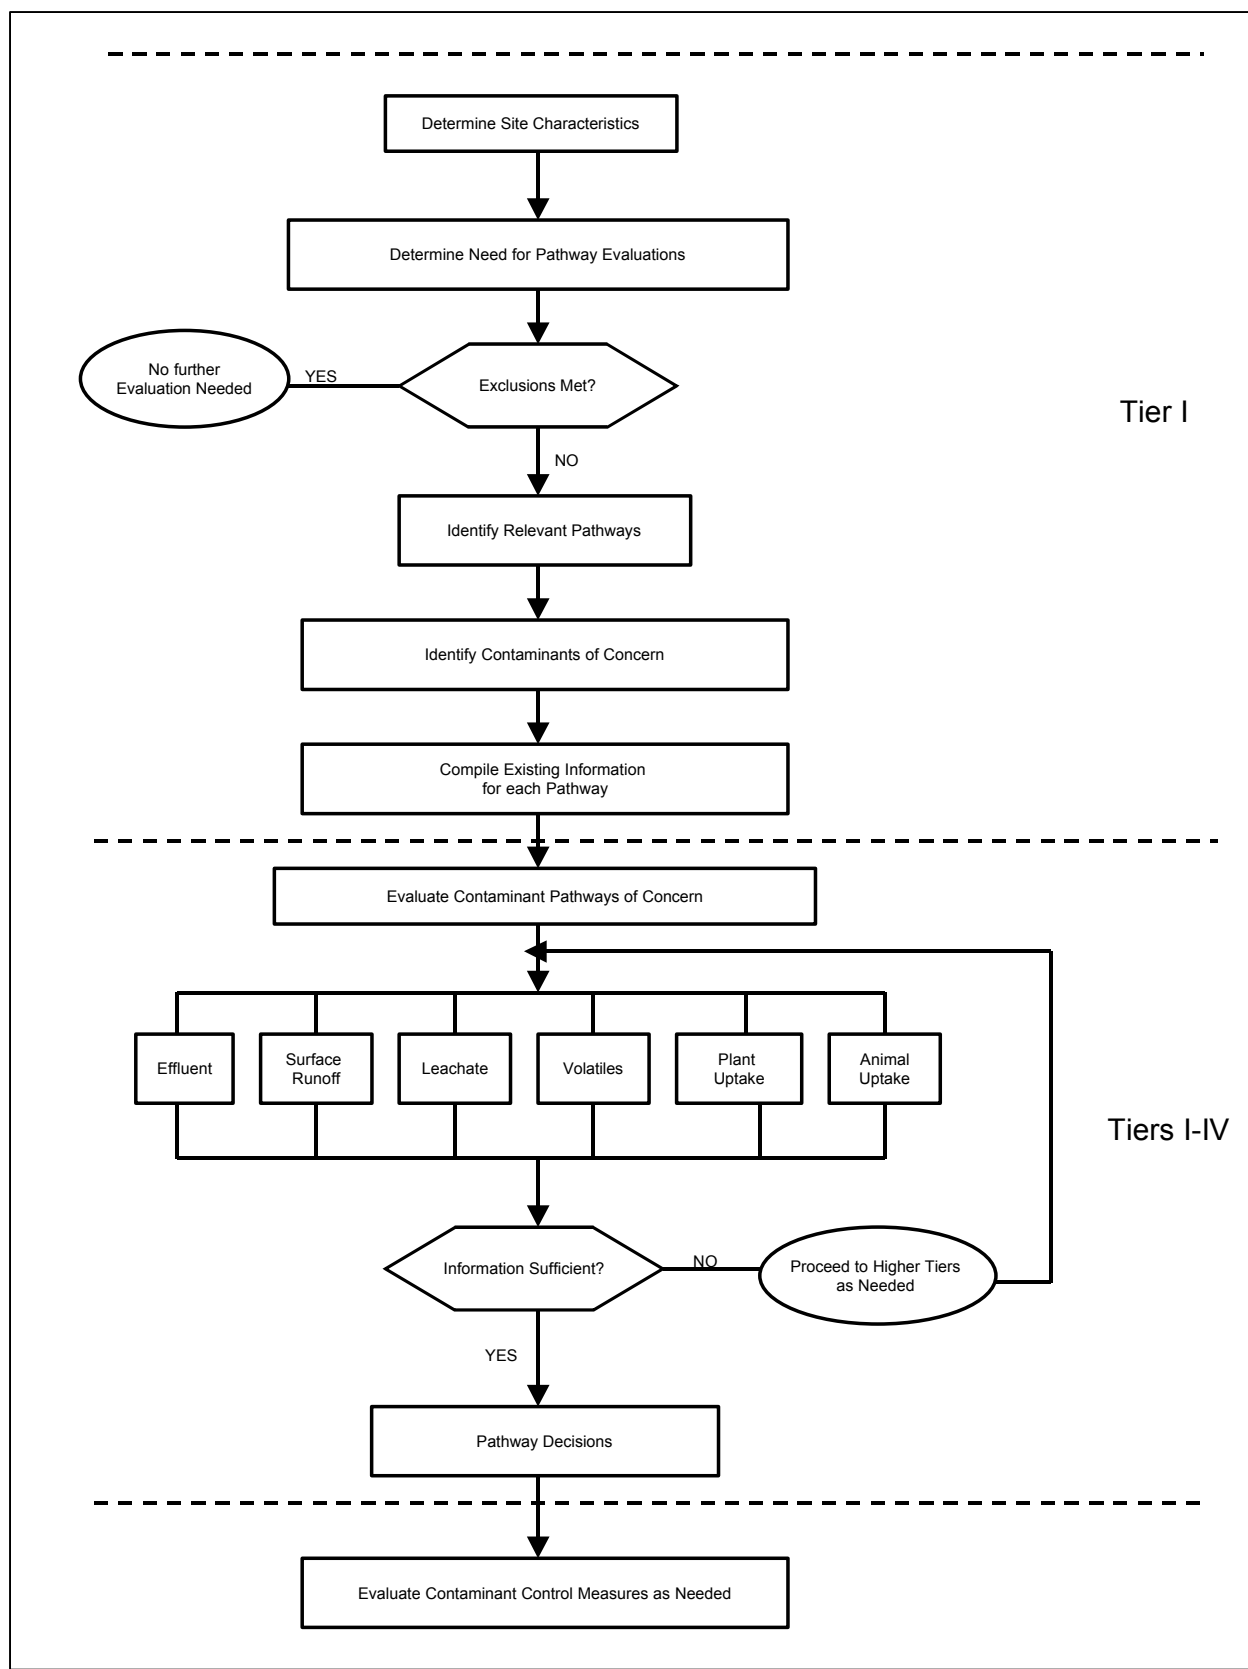 Determine Site Characteristics
Determine Need for Pathway Evaluations
No further
Evaluation Needed
YES
Exclusions Met?
Tier I
NO
Identify Relevant Pathways
Identify Contaminants of Concern
Compile Existing Information
for each Pathway
Evaluate Contaminant Pathways of Concern
Effluent
Surface
Runoff
Leachate
Volatiles
Plant
Uptake
Animal
Uptake
Tiers I-IV
Information Sufficient?
NO
Proceed to Higher Tiers
as Needed
YES
Pathway Decisions
Evaluate Contaminant Control Measures as Needed